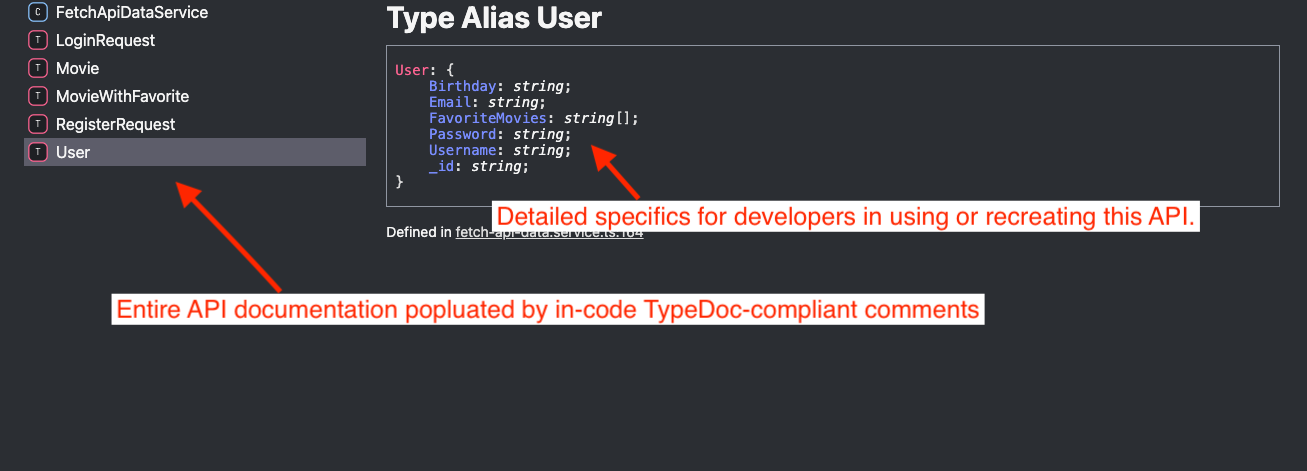 FetchApiDataService
LoginRequest
Movie
MovieWithFavorite
RegisterRequest
User
Type Alias User
User: {
Birthday: string;
Email: string;
FavoriteMovies: string[];
Password: string;
Username: string;
_id: string;
}
Detailed specifics for developers in using or recreating this API.
Defined in fetch-api-data.service.ts:164
Entire API documentation popluated by in-code TypeDoc-compliant comments